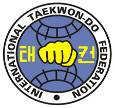 INTERNATIONAL TAEKWON-DO FEDERATION
태 권